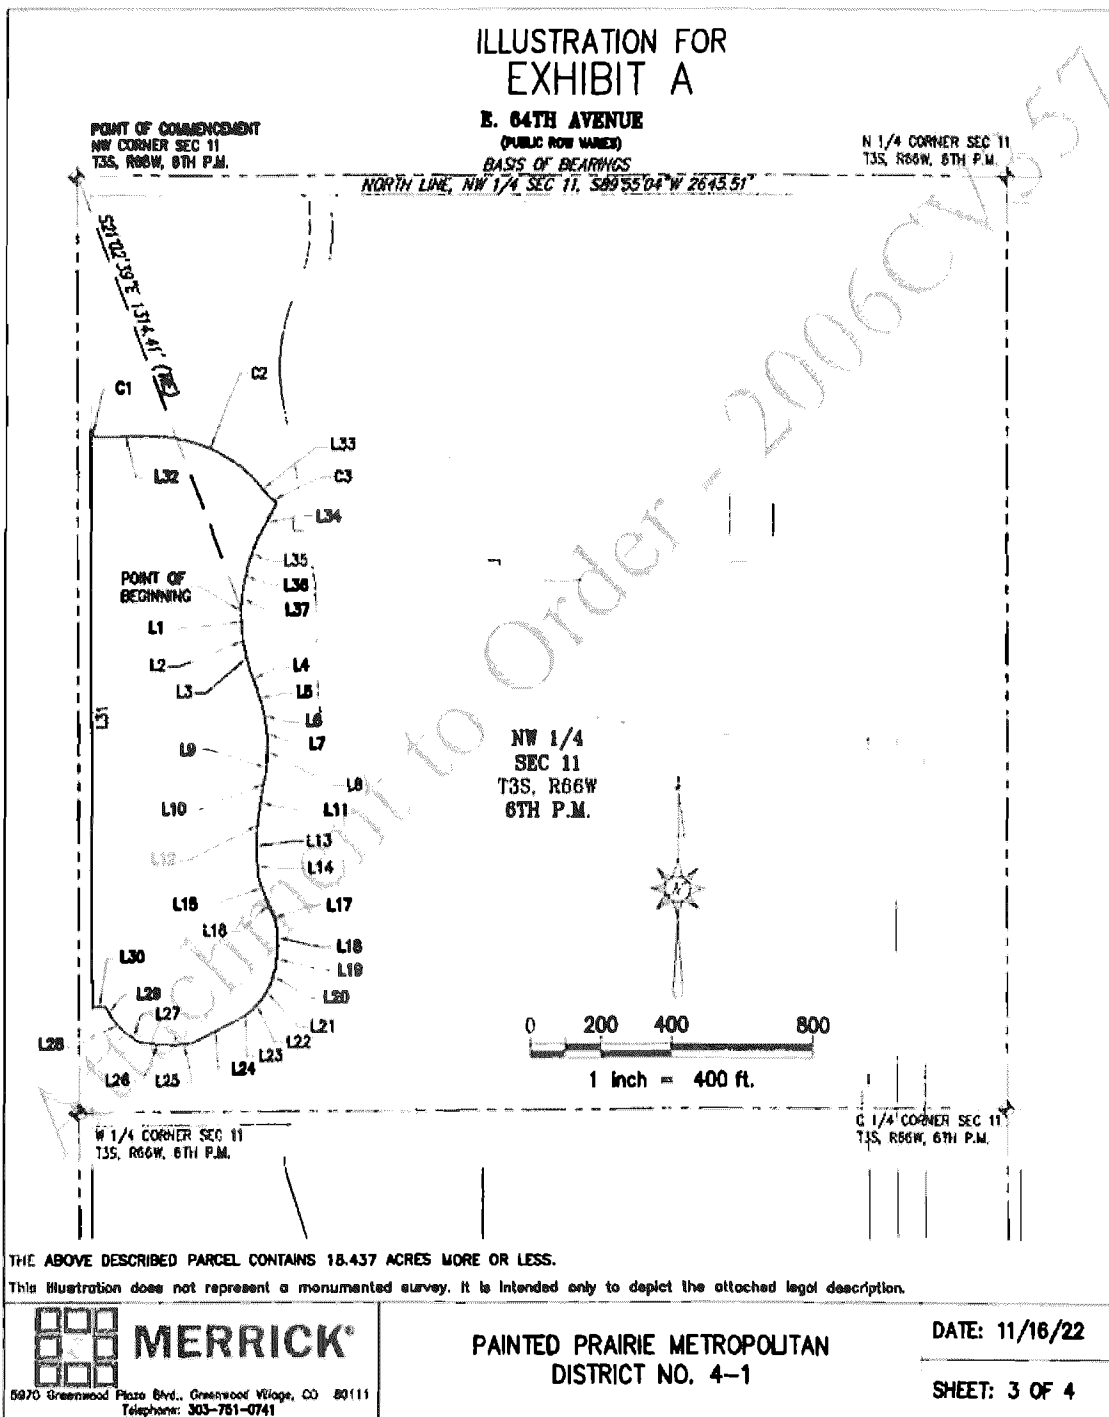 ILLUSTRATION FOR
EXHIBIT A
E. 64TH AVENUE
(PUBLIC ROW VARIES)
BASIS OF BEARINGS
NORTH LINE, NW 1/4 SEC 11, S89°55'04"W 2645.51'
POINT OF COMMENCEMENT
NW CORNER SEC 11
T3S, R66W, 6TH P.M.
N 1/4 CORNER SEC 11
T3S, R66W, 6TH P.M.
S21°02'39"E 1314.41' (TIE)
C1
C2
L33
L32
C3
L34
L35
POINT OF
BEGINNING
L36
L37
L1
L2
L4
L3
L5
L31
L6
L7
L9
L8
L10
L11
L12
L13
L14
L15
L17
L16
L18
L19
L30
L29
L20
L27
L21
L28
L22
L23
L26
L25
L24
NW 1/4
SEC 11
T3S, R66W
6TH P.M.
N
0 200 400 800
1 inch = 400 ft.
W 1/4 CORNER SEC 11
T3S, R66W, 6TH P.M.
C 1/4 CORNER SEC 11
T3S, R66W, 6TH P.M.
Attachment to Order - 2006CV357
THE ABOVE DESCRIBED PARCEL CONTAINS 18.437 ACRES MORE OR LESS.
This illustration does not represent a monumented survey. It is intended only to depict the attached legal description.
MERRICK®
5970 Greenwood Plaza Blvd., Greenwood Village, CO 80111
Telephone: 303-751-0741
PAINTED PRAIRIE METROPOLITAN
DISTRICT NO. 4-1
DATE: 11/16/22
SHEET: 3 OF 4